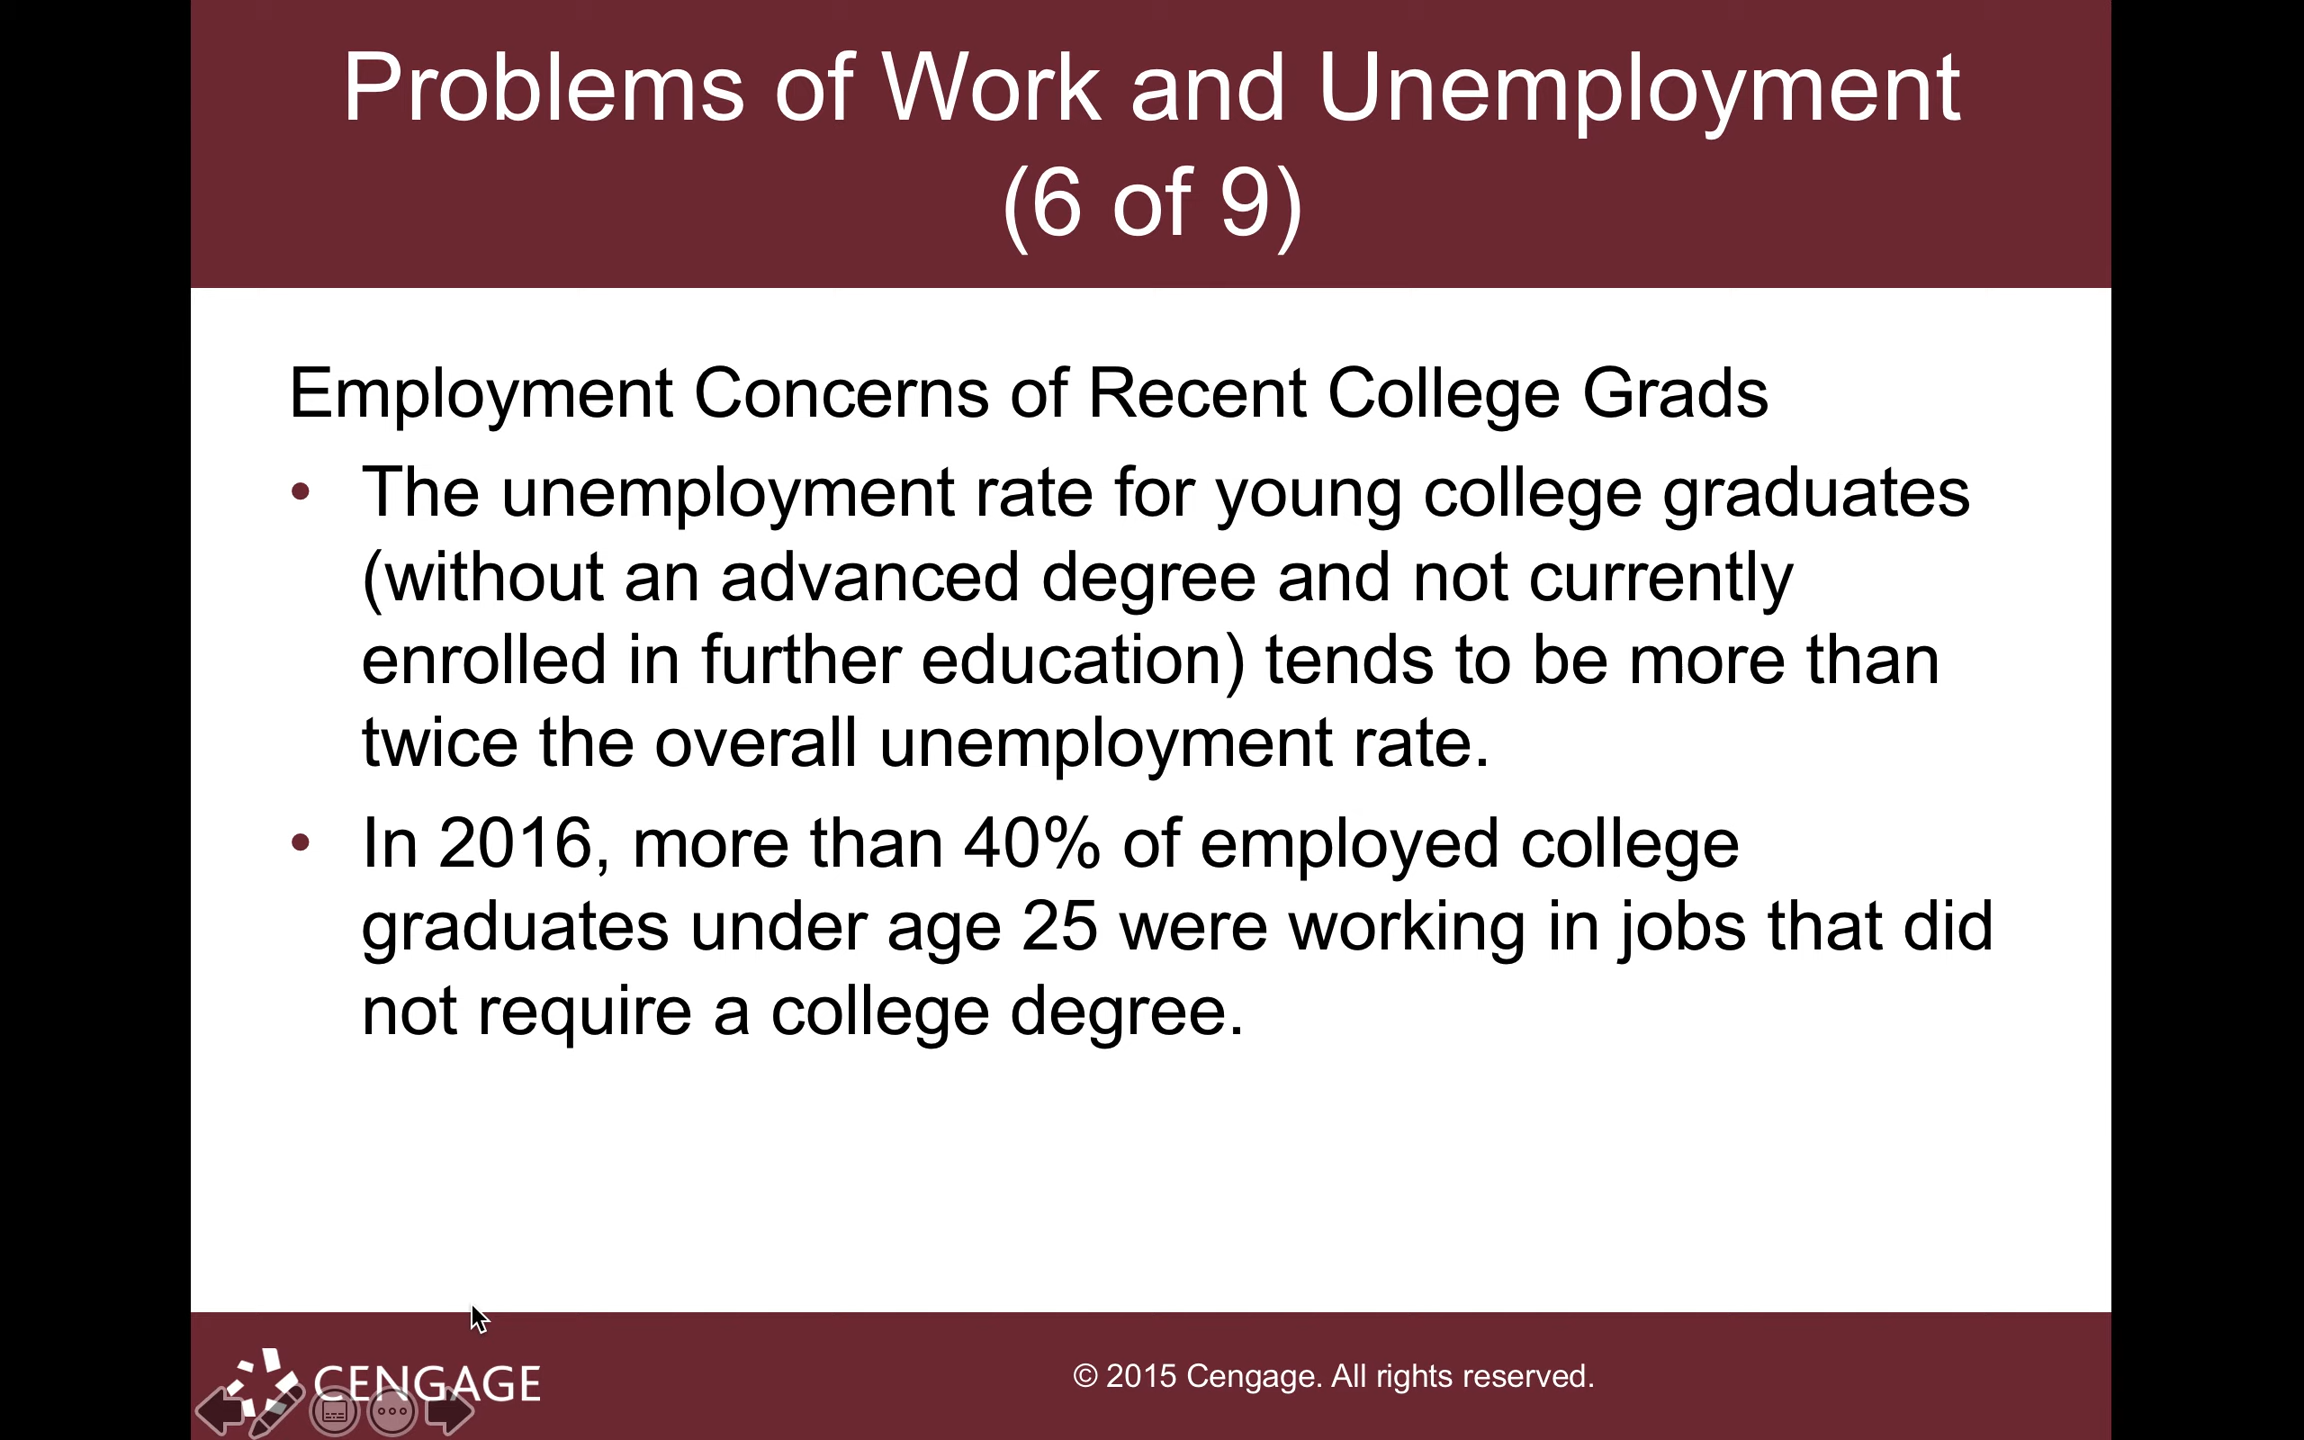 Problems of Work and Unemployment
(6 of 9)
Employment Concerns of Recent College Grads
• The unemployment rate for young college graduates
(without an advanced degree and not currently
enrolled in further education) tends to be more than
twice the overall unemployment rate.
• In 2016, more than 40% of employed college
graduates under age 25 were working in jobs that did
not require a college degree.
CENGAGE
© 2015 Cengage. All rights reserved.